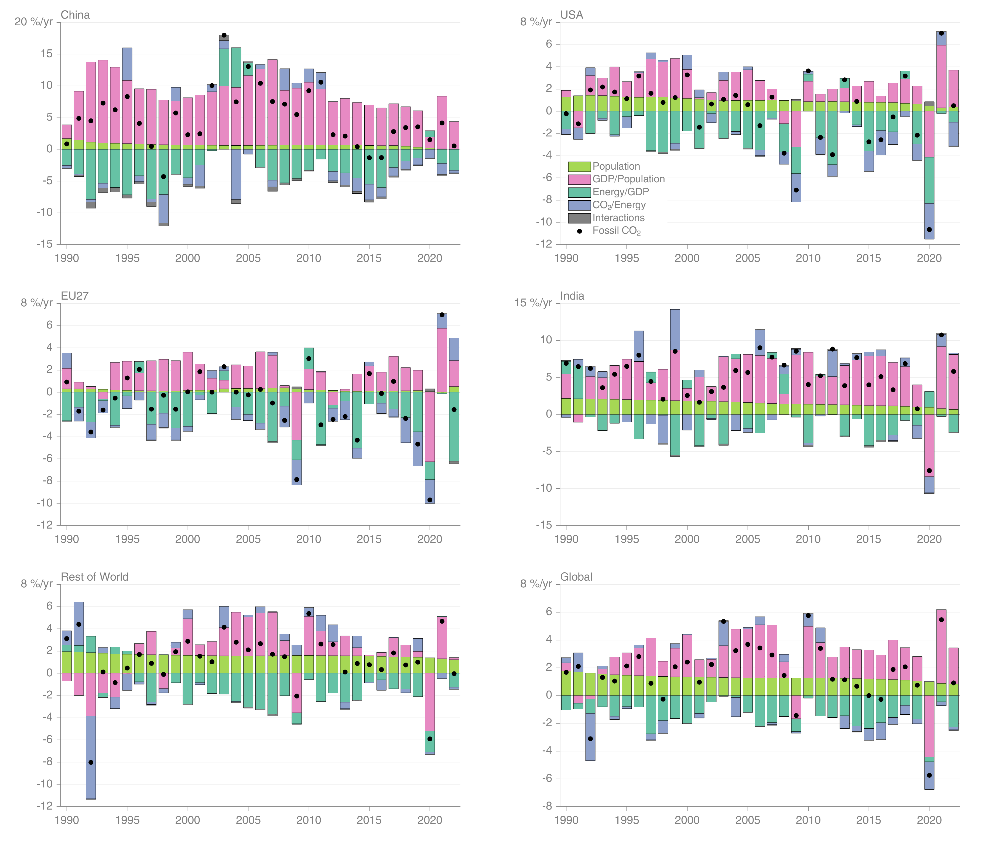 China
20 %/yr
15
10
5
0
-5
-10
-15
1990 1995 2000 2005 2010 2015 2020
USA
8 %/yr
6
4
2
0
-2
-4
-6
-8
-10
-12
1990 1995 2000 2005 2010 2015 2020
Population
GDP/Population
Energy/GDP
CO₂/Energy
Interactions
Fossil CO₂
EU27
8 %/yr
6
4
2
0
-2
-4
-6
-8
-10
-12
1990 1995 2000 2005 2010 2015 2020
India
15 %/yr
10
5
0
-5
-10
-15
1990 1995 2000 2005 2010 2015 2020
Rest of World
8 %/yr
6
4
2
0
-2
-4
-6
-8
-10
-12
1990 1995 2000 2005 2010 2015 2020
Global
8 %/yr
6
4
2
0
-2
-4
-6
-8
1990 1995 2000 2005 2010 2015 2020